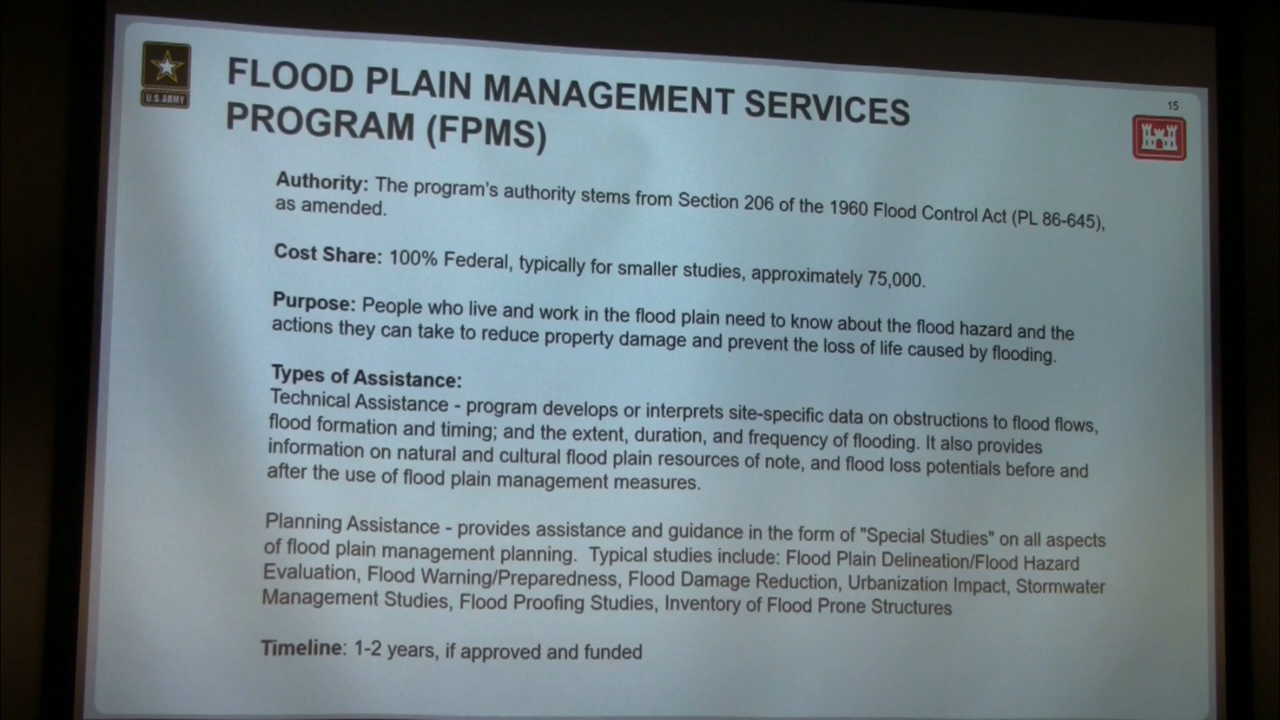 FLOOD PLAIN MANAGEMENT SERVICES
PROGRAM (FPMS)
15
U.S. ARMY
Authority: The program's authority stems from Section 206 of the 1960 Flood Control Act (PL 86-645),
as amended.
Cost Share: 100% Federal, typically for smaller studies, approximately 75,000.
Purpose: People who live and work in the flood plain need to know about the flood hazard and the
actions they can take to reduce property damage and prevent the loss of life caused by flooding.
Types of Assistance:
Technical Assistance - program develops or interprets site-specific data on obstructions to flood flows,
flood formation and timing; and the extent, duration, and frequency of flooding. It also provides
information on natural and cultural flood plain resources of note, and flood loss potentials before and
after the use of flood plain management measures.
Planning Assistance - provides assistance and guidance in the form of "Special Studies" on all aspects
of flood plain management planning.  Typical studies include: Flood Plain Delineation/Flood Hazard
Evaluation, Flood Warning/Preparedness, Flood Damage Reduction, Urbanization Impact, Stormwater
Management Studies, Flood Proofing Studies, Inventory of Flood Prone Structures
Timeline: 1-2 years, if approved and funded